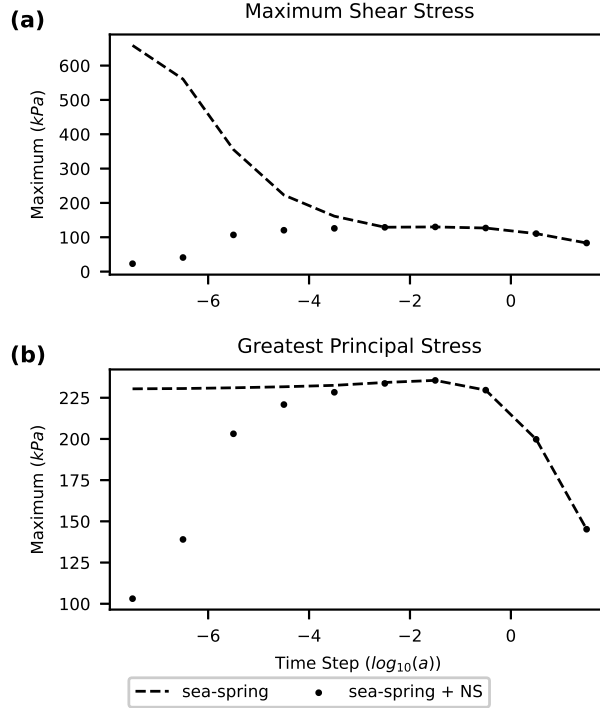 (a)
Maximum Shear Stress
Maximum (kPa)
600
500
400
300
200
100
0
−6 −4 −2 0
(b)
Greatest Principal Stress
Maximum (kPa)
225
200
175
150
125
100
−6 −4 −2 0
Time Step (log10(a))
sea-spring sea-spring + NS